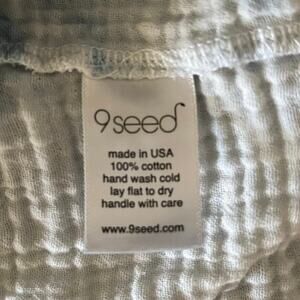 9seed
made in USA
100% cotton
hand wash cold
lay flat to dry
handle with care
www.9seed.com